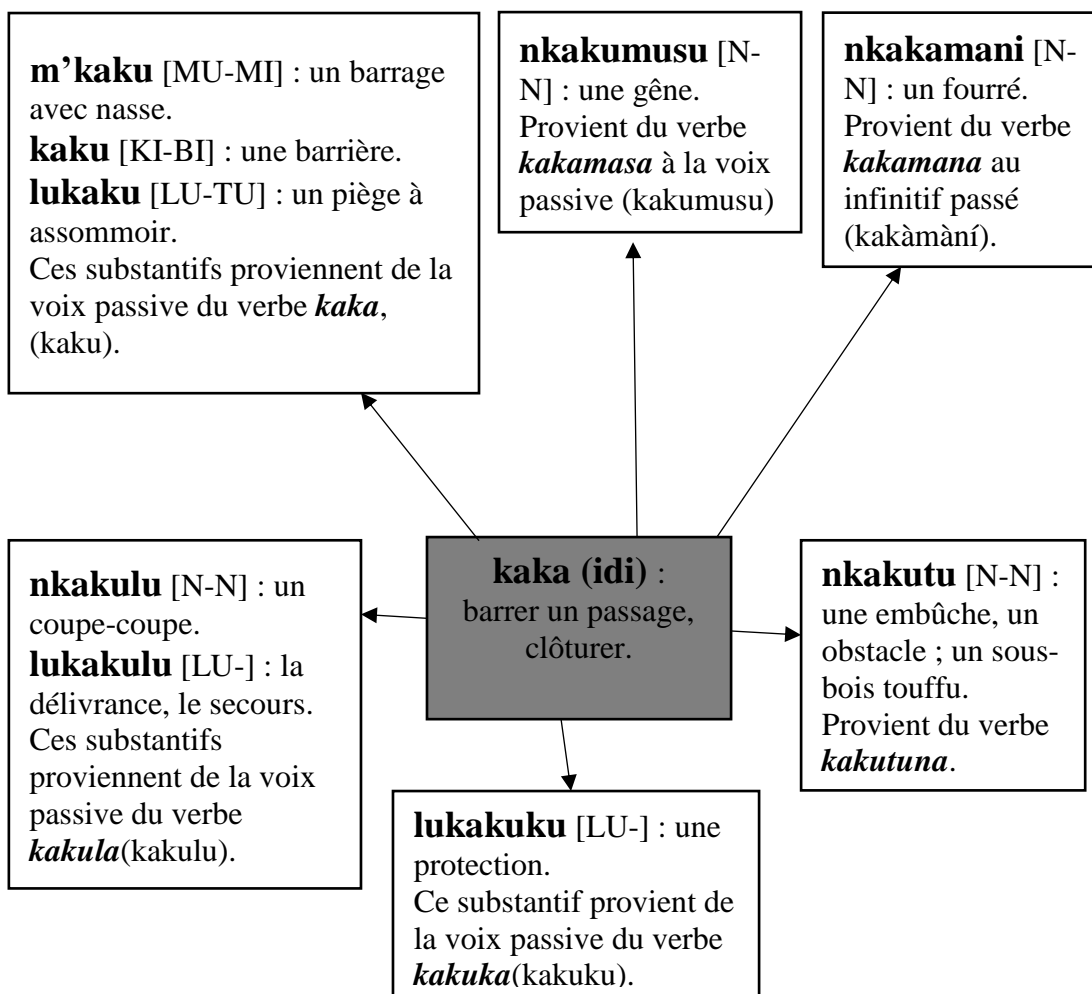 m’kaku [MU-MI] : un barrage
avec nasse.
kaku [KI-BI] : une barrière.
lukaku [LU-TU] : un piège à
assommoir.
Ces substantifs proviennent de la
voix passive du verbe kaka,
(kaku).
nkakumusu [N-
N] : une gêne.
Provient du verbe
kakamasa à la voix
passive (kakumusu)
nkakamani [N-
N] : un fourré.
Provient du verbe
kakamana au
infinitif passé
(kakàmàní).
nkakulu [N-N] : un
coupe-coupe.
lukakulu [LU-] : la
délivrance, le secours.
Ces substantifs
proviennent de la voix
passive du verbe
kakula(kakulu).
kaka (idi) :
barrer un passage,
clôturer.
nkakutu [N-N] :
une embûche, un
obstacle ; un sous-
bois touffu.
Provient du verbe
kakutuna.
lukakuku [LU-] : une
protection.
Ce substantif provient de
la voix passive du verbe
kakuka(kakuku).